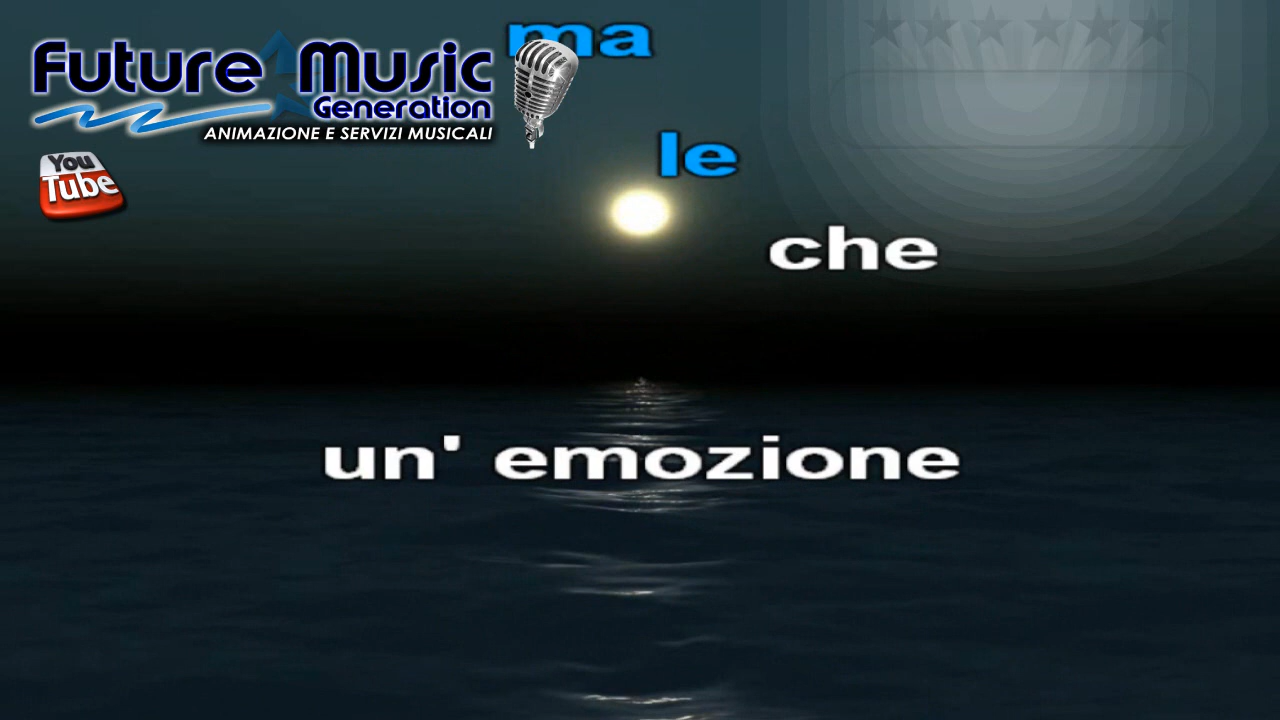 Future Music
Generation
ANIMAZIONE E SERVIZI MUSICALI
You
Tube
ma
le
che
un' emozione